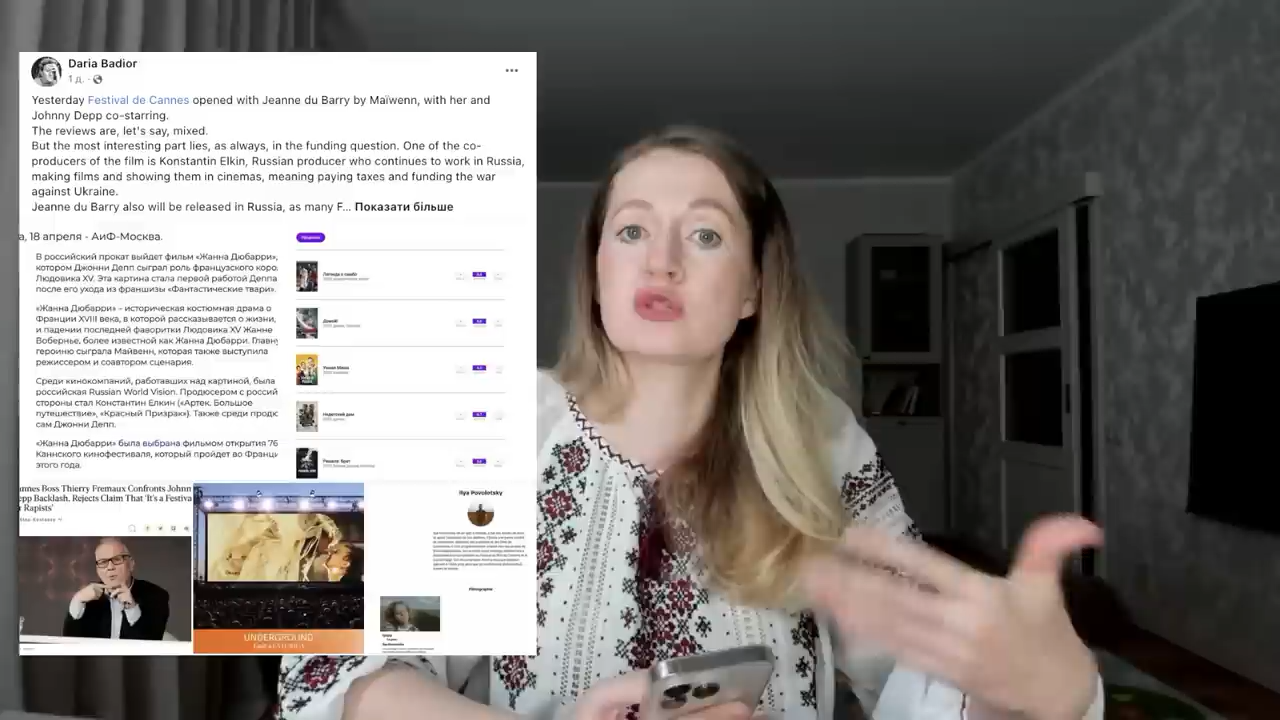 Daria Badior
1 д. ·
Yesterday Festival de Cannes opened with Jeanne du Barry by Maïwenn, with her and
Johnny Depp co-starring.
The reviews are, let's say, mixed.
But the most interesting part lies, as always, in the funding question. One of the co-
producers of the film is Konstantin Elkin, Russian producer who continues to work in Russia,
making films and showing them in cinemas, meaning paying taxes and funding the war
against Ukraine.
Jeanne du Barry also will be released in Russia, as many F... Показати більше
а, 18 апреля - АиФ-Москва.
В российский прокат выйдет фильм «Жанна Дюбарри»,
котором Джонни Депп сыграл роль французского коро
Людовика XV. Эта картина стала первой работой Деппа
после его ухода из франшизы «Фантастические твари».
«Жанна Дюбарри» – историческая костюмная драма о
Франции XVIII века, в которой рассказывается о жизни,
и падении последней фаворитки Людовика XV Жанне
Воберье, более известной как Жанна Дюбарри. Главну
героиню сыграла Майвенн, которая также выступила
режиссером и соавтором сценария.
Среди кинокомпаний, работавших над картиной, была
российская Russian World Vision. Продюсером с россий
стороны стал Константин Елкин («Артек. Большое
путешествие», «Красный Призрак»). Также среди продю
сам Джонни Депп.
«Жанна Дюбарри» была выбрана фильмом открытия 76
Каннского кинофестиваля, который пройдет во Франци
этого года.
annes Boss Thierry Fremaux Confronts Johnn
epp Backlash, Rejects Claim That 'It's a Festiva
r Rapists'
UNDERGROUND
Ilya Povolotsky
Filmographie